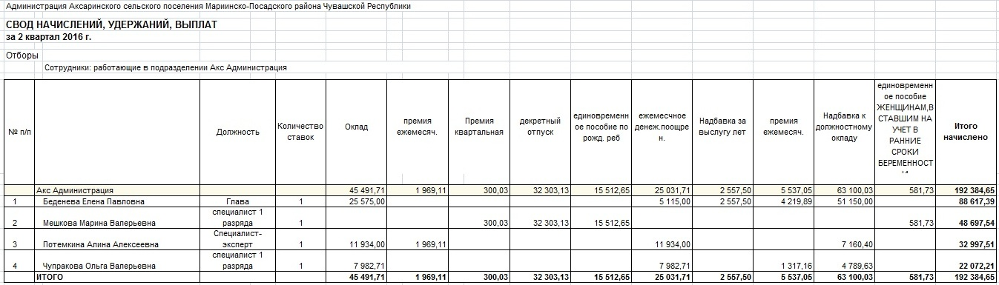 Администрация Аксаринского сельского поселения Мариинско-Посадского района Чувашской Республики
СВОД НАЧИСЛЕНИЙ, УДЕРЖАНИЙ, ВЫПЛАТ
за 2 квартал 2016 г.
Отборы
Сотрудники: работающие в подразделении Акс Администрация
№ п/п
Должность
Количество
ставок
Оклад
премия
ежемесяч.
Премия
квартальная
декретный
отпуск
единовременн
ое пособие по
рожд. реб
ежемесчное
денеж.поощре
н.
Надбавка за
выслугу лет
премия
ежемесяч.
Надбавка к
должностному
окладу
единовременн
ое пособие
ЖЕНЩИНАМ,В
СТАВШИМ НА
УЧЕТ В
РАННИЕ
СРОКИ
БЕРЕМЕННОСТ
И
Итого
начислено
Акс Администрация 45 491,71 1 969,11 300,03 32 303,13 15 512,65 25 031,71 2 557,50 5 537,05 63 100,03 581,73 192 384,65
1 Беденева Елена Павловна Глава 1 25 575,00 5 115,00 2 557,50 4 219,89 51 150,00 88 617,39
специалист 1
2 Мешкова Марина Валерьевна разряда 1 300,03 32 303,13 15 512,65 581,73 48 697,54
Специалист-
3 Потемкина Алина Алексеевна эксперт 1 11 934,00 1 969,11 11 934,00 7 160,40 32 997,51
специалист 1
4 Чупракова Ольга Валерьевна разряда 1 7 982,71 7 982,71 1 317,16 4 789,63 22 072,21
ИТОГО 45 491,71 1 969,11 300,03 32 303,13 15 512,65 25 031,71 2 557,50 5 537,05 63 100,03 581,73 192 384,65